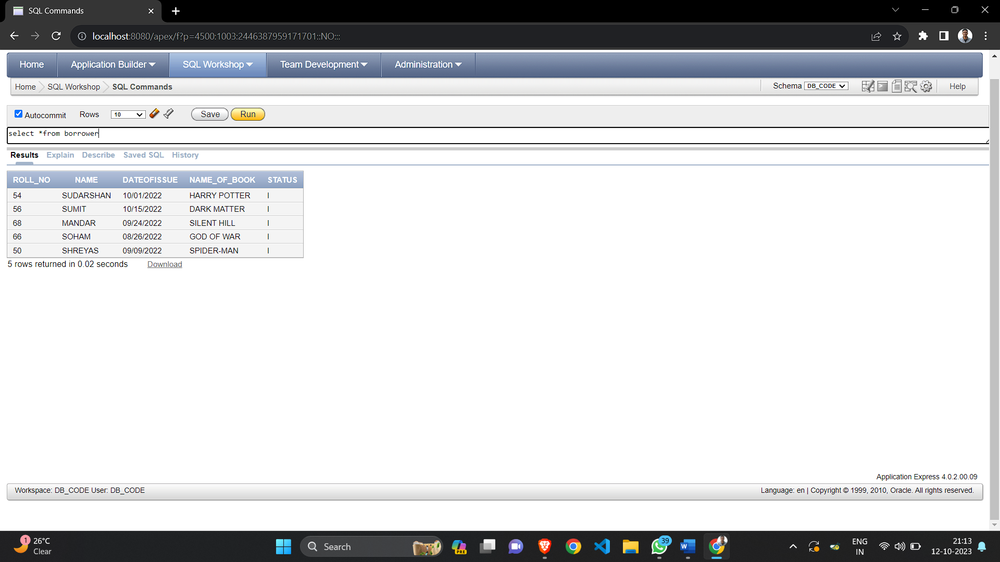 SQL Commands
localhost:8080/apex/f?p=4500:1003:2446387959171701::NO:::
Home Application Builder SQL Workshop Team Development Administration
Home SQL Workshop SQL Commands Schema DB_CODE Help
Autocommit Rows 10 Save Run
select *from borrower
Results Explain Describe Saved SQL History
ROLL_NO NAME DATEOFISSUE NAME_OF_BOOK STATUS
54 SUDARSHAN 10/01/2022 HARRY POTTER I
56 SUMIT 10/15/2022 DARK MATTER I
68 MANDAR 09/24/2022 SILENT HILL I
66 SOHAM 08/26/2022 GOD OF WAR I
50 SHREYAS 09/09/2022 SPIDER-MAN I
5 rows returned in 0.02 seconds Download
Application Express 4.0.2.00.09
Workspace: DB_CODE User: DB_CODE Language: en | Copyright © 1999, 2010, Oracle. All rights reserved.
1 26°C
Clear
Search
PRE
39
W
ENG
IN
21:13
12-10-2023